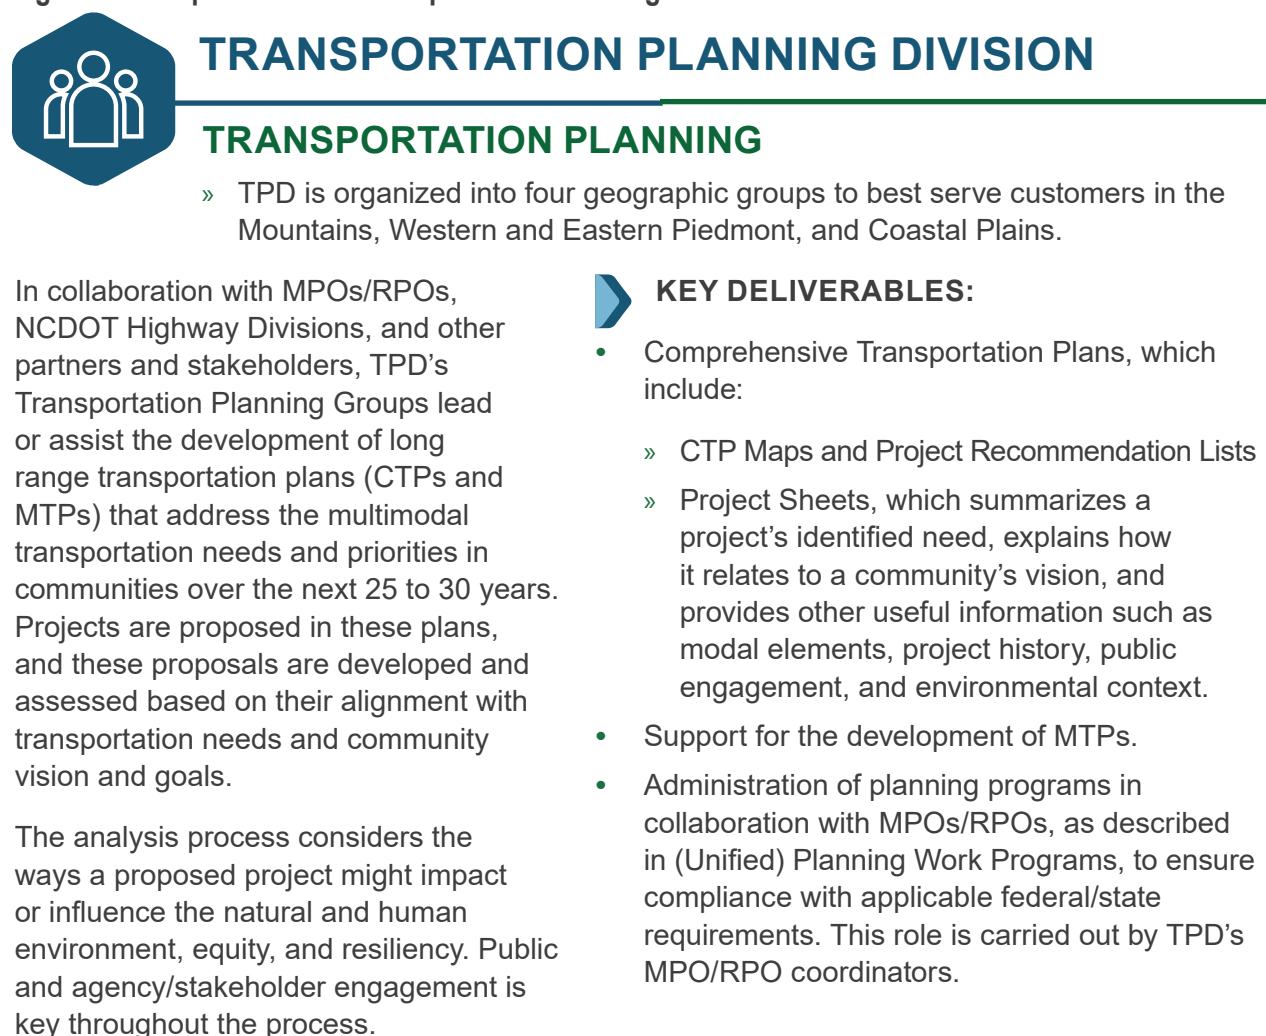 TRANSPORTATION PLANNING DIVISION
TRANSPORTATION PLANNING
» TPD is organized into four geographic groups to best serve customers in the
Mountains, Western and Eastern Piedmont, and Coastal Plains.
In collaboration with MPOs/RPOs,
NCDOT Highway Divisions, and other
partners and stakeholders, TPD’s
Transportation Planning Groups lead
or assist the development of long
range transportation plans (CTPs and
MTPs) that address the multimodal
transportation needs and priorities in
communities over the next 25 to 30 years.
Projects are proposed in these plans,
and these proposals are developed and
assessed based on their alignment with
transportation needs and community
vision and goals.
The analysis process considers the
ways a proposed project might impact
or influence the natural and human
environment, equity, and resiliency. Public
and agency/stakeholder engagement is
key throughout the process.
KEY DELIVERABLES:
• Comprehensive Transportation Plans, which
include:
» CTP Maps and Project Recommendation Lists
» Project Sheets, which summarizes a
project’s identified need, explains how
it relates to a community’s vision, and
provides other useful information such as
modal elements, project history, public
engagement, and environmental context.
• Support for the development of MTPs.
• Administration of planning programs in
collaboration with MPOs/RPOs, as described
in (Unified) Planning Work Programs, to ensure
compliance with applicable federal/state
requirements. This role is carried out by TPD’s
MPO/RPO coordinators.